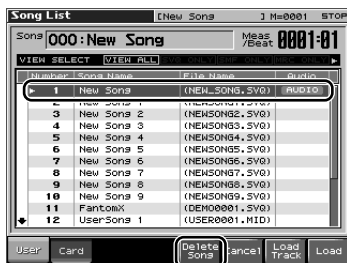 Song List [New Song ] M=0001 STOP
Song 000:New Song Meas/Beat 0001:01
VIEW SELECT VIEW ALL
Number Song Name File Name Audio
1 New Song (NEW_SONG.SVQ) AUDIO
3 New Song 2 (NEWSONG2.SVQ)
4 New Song 3 (NEWSONG3.SVQ)
5 New Song 4 (NEWSONG4.SVQ)
6 New Song 5 (NEWSONG5.SVQ)
7 New Song 6 (NEWSONG6.SVQ)
8 New Song 7 (NEWSONG7.SVQ)
9 New Song 8 (NEWSONG8.SVQ)
10 New Song 9 (NEWSONG9.SVQ)
11 FantomX (DEMO0001.SVQ)
12 UserSong 1 (USER0001.MID)
User Card Delete Song Cancel Load Track Load